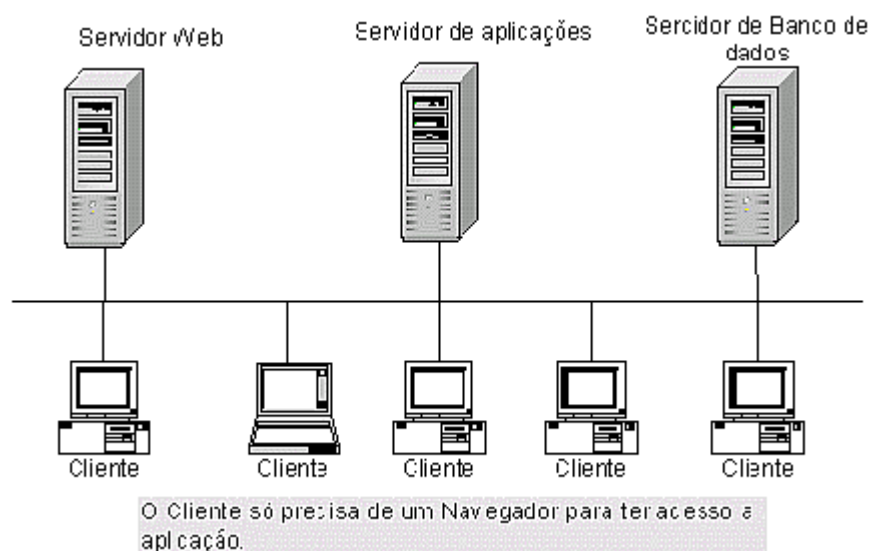 Servidor Web
Servidor de aplicações
Sercidor de Banco de
dados
Cliente
Cliente
Cliente
Cliente
Cliente
O Cliente só precisa de um Navegador para ter acesso a
aplicação.